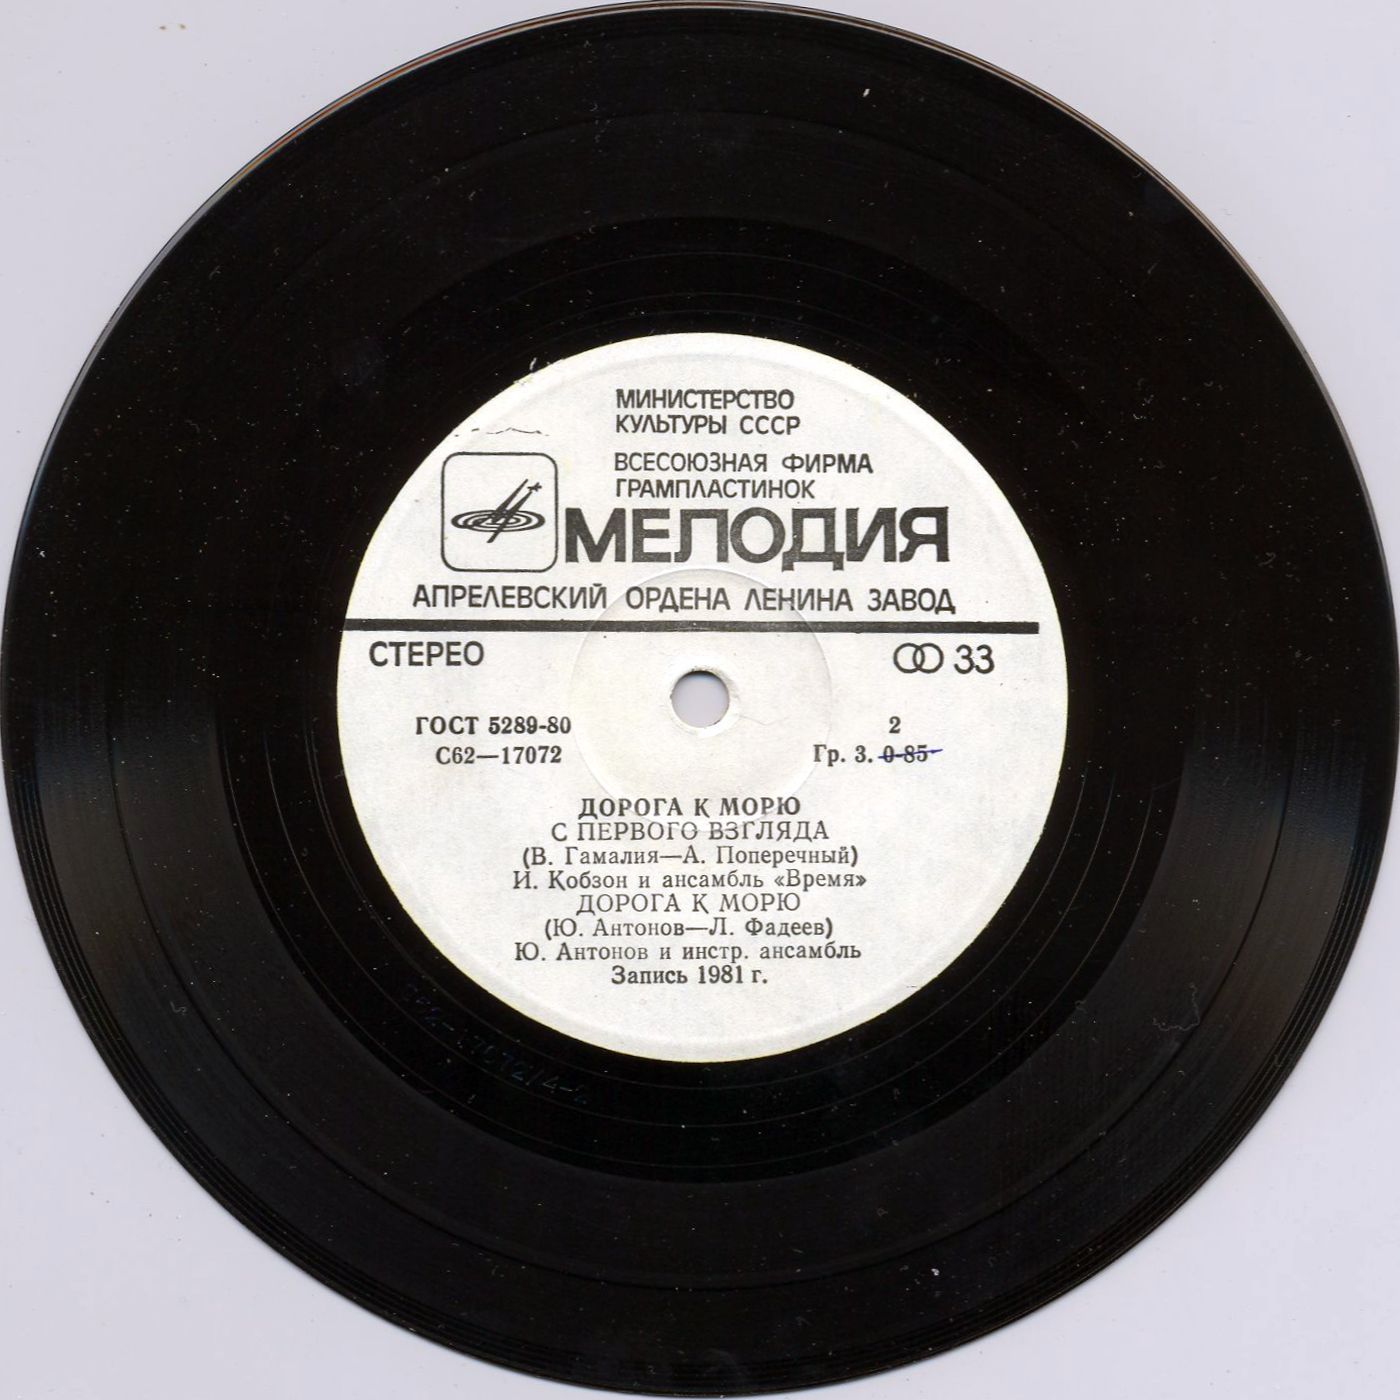 МИНИСТЕРСТВО
КУЛЬТУРЫ СССР
ВСЕСОЮЗНАЯ ФИРМА
ГРАМПЛАСТИНОК
МЕЛОДИЯ
АПРЕЛЕВСКИЙ ОРДЕНА ЛЕНИНА ЗАВОД
СТЕРЕО 33
ГОСТ 5289-80 2
С62—17072 Гр. 3. 0-85
ДОРОГА К МОРЮ
С ПЕРВОГО ВЗГЛЯДА
(В. Гамалия—А. Поперечный)
И. Кобзон и ансамбль «Время»
ДОРОГА К МОРЮ
(Ю. Антонов—Л. Фадеев)
Ю. Антонов и инстр. ансамбль
Запись 1981 г.